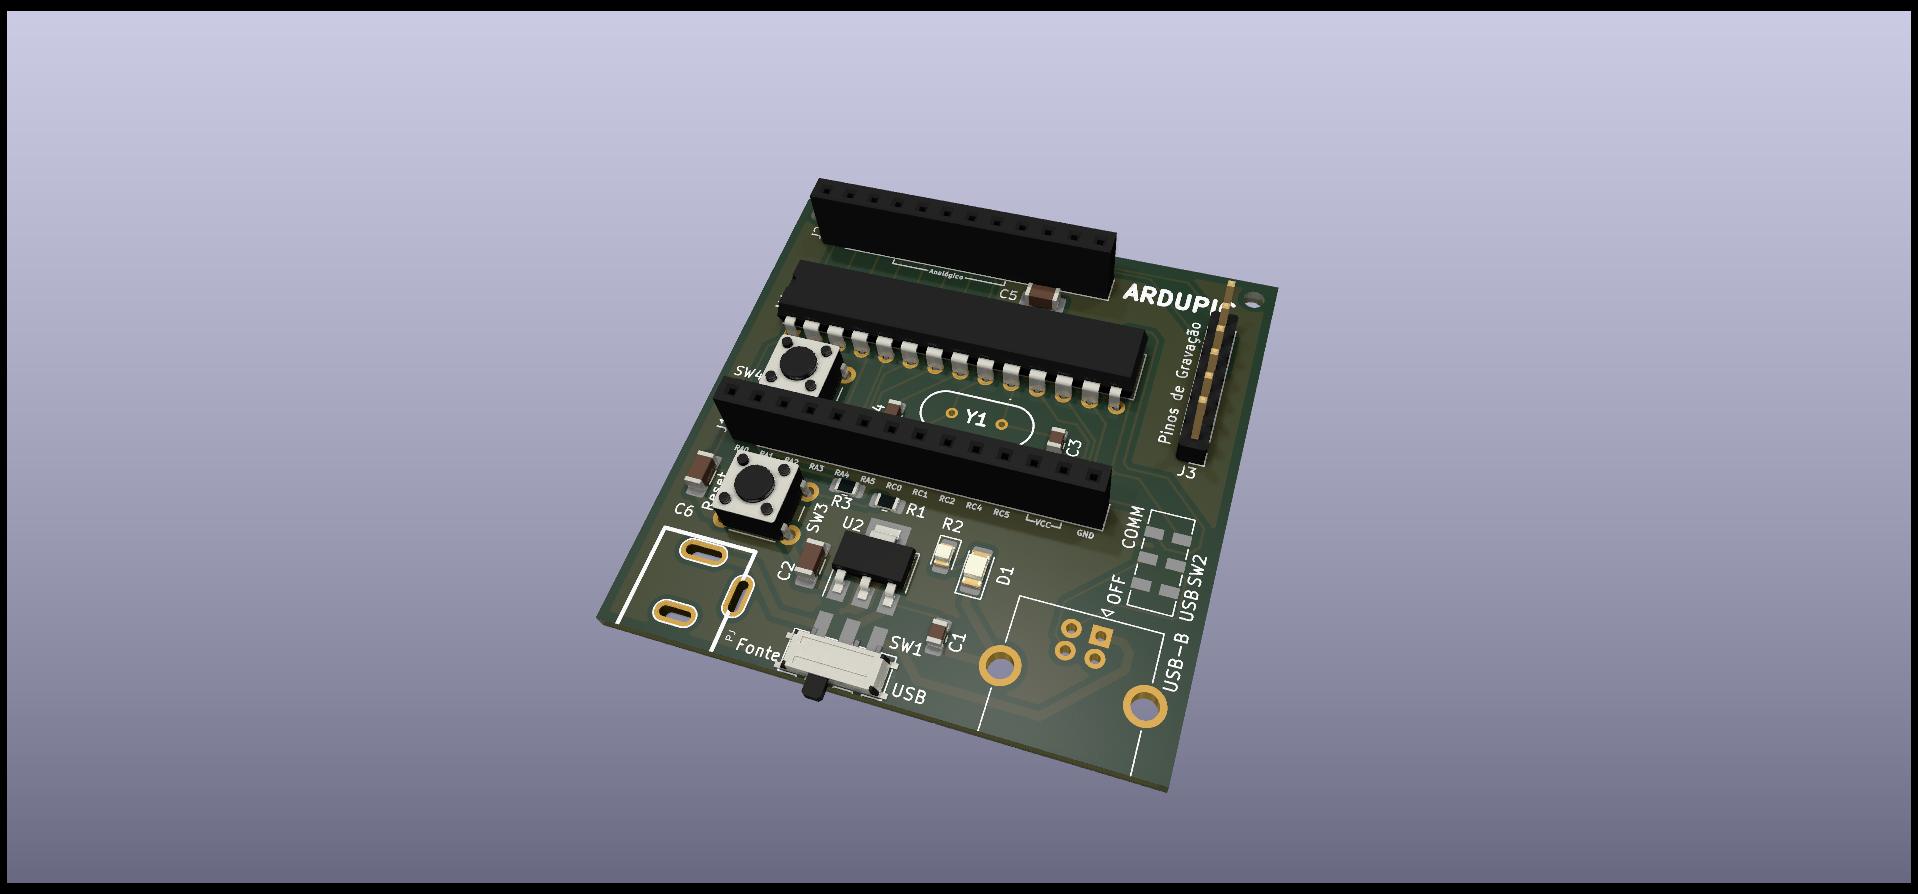 Analógico
C5
ARDUPIC
Pinos de Gravação
SW4
Y1
C3
J3
RA0
RA1
RA2
RA3
RA4
RA5
RC0
RC1
RC2
RC4
RC5
VCC
GND
Reset
C6
SW3
R3
R1
U2
R2
C2
D1
COMM
OFF
USB
SW2
PJ
Fonte
SW1
USB
C1
USB-B